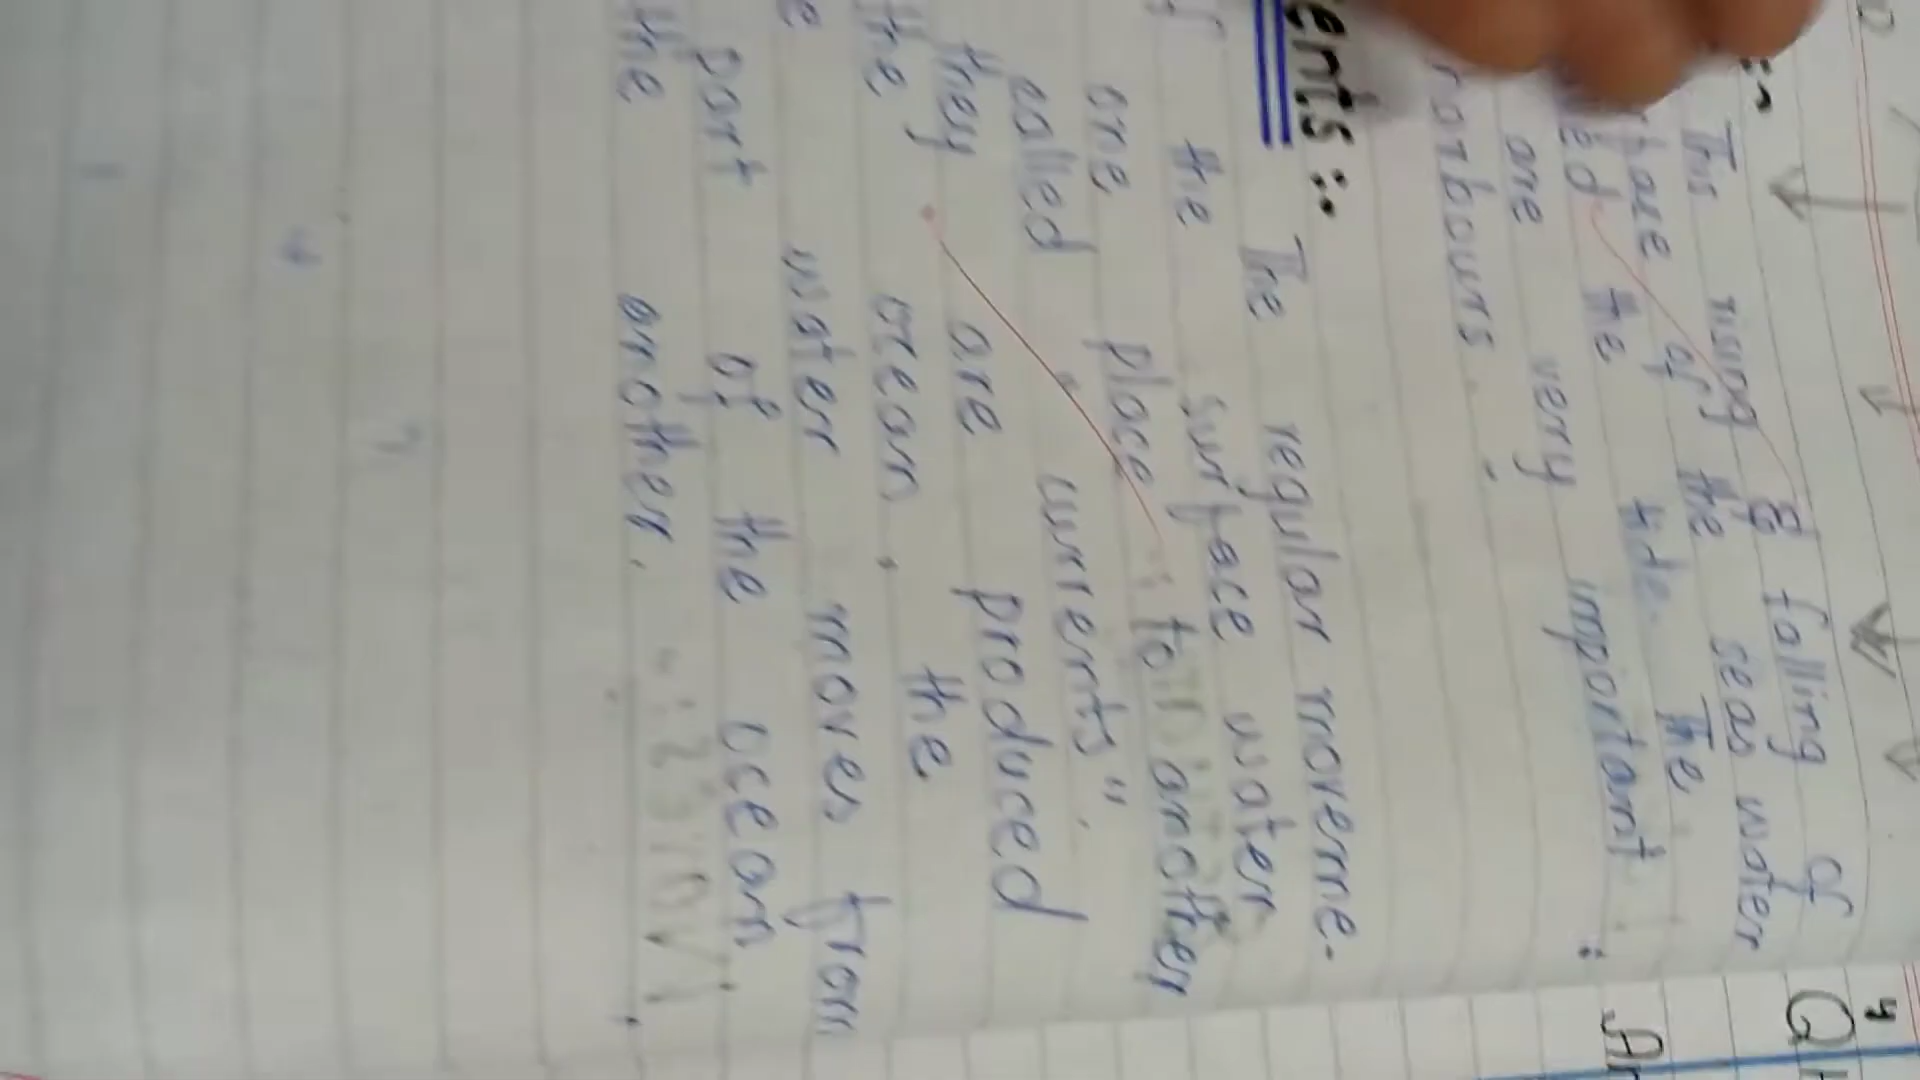 :-
This rising & falling of
of the seas water
the tide. The
are very important
harbours.
ents :-
The regular moveme-
the surface water
one place to another
called "currents".
they are produced
the ocean. the
water moves from
part of the ocean
the another.
Q